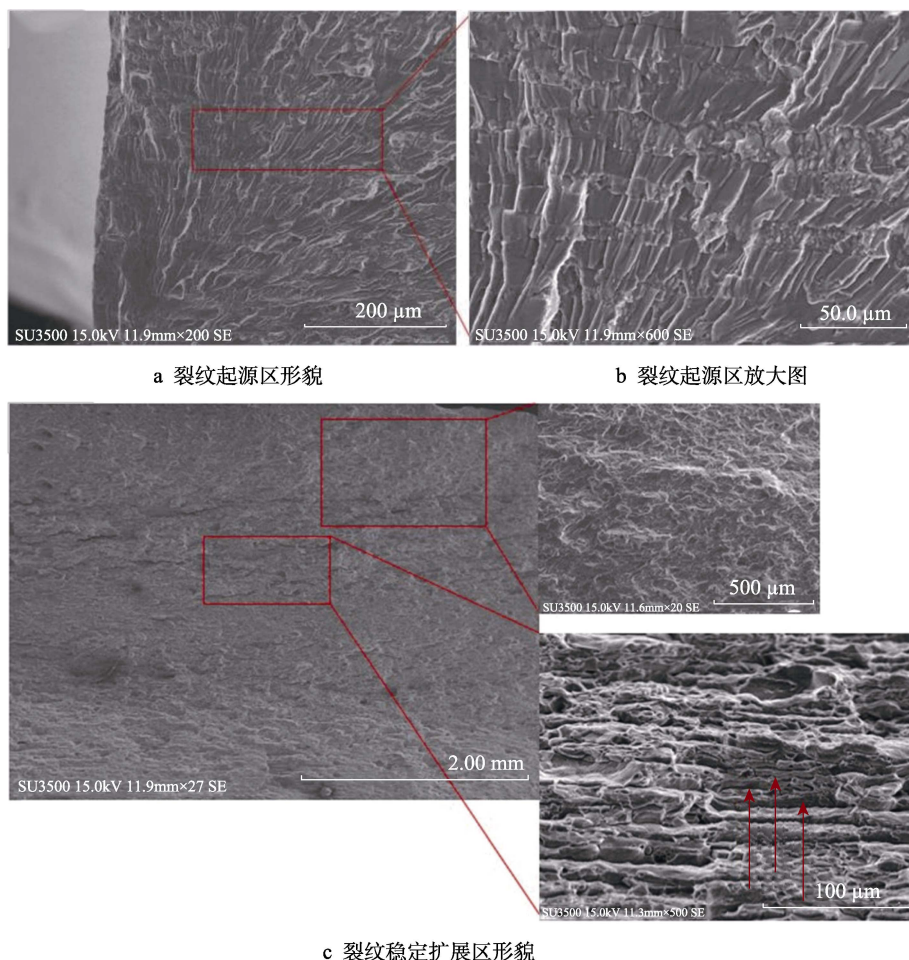 200 µm
SU3500 15.0kV 11.9mm×200 SE
50.0 µm
SU3500 15.0kV 11.9mm×600 SE
a 裂纹起源区形貌
b 裂纹起源区放大图
500 µm
SU3500 15.0kV 11.6mm×20 SE
2.00 mm
SU3500 15.0kV 11.9mm×27 SE
100 µm
SU3500 15.0kV 11.3mm×500 SE
c 裂纹稳定扩展区形貌